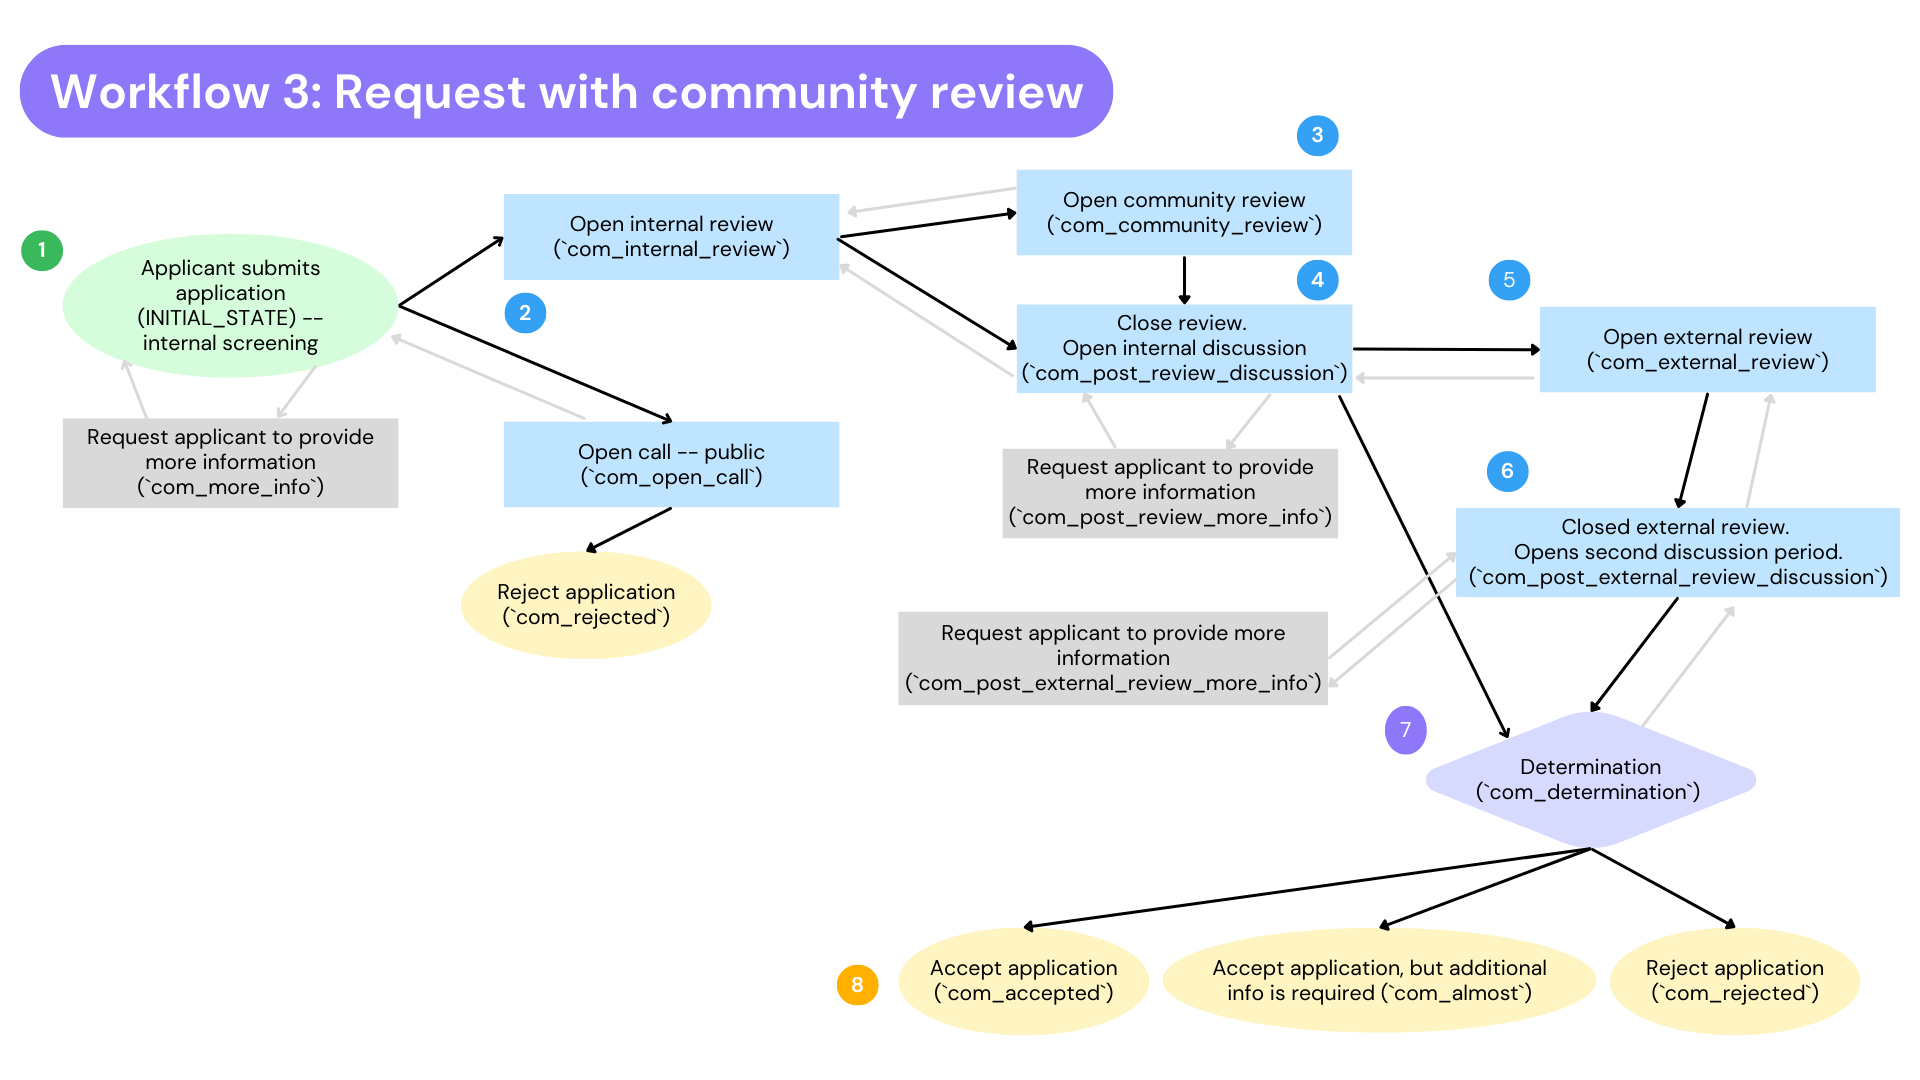 Workflow 3: Request with community review
1
Applicant submits
application
(INITIAL_STATE) --
internal screening
Request applicant to provide
more information
(`com_more_info`)
Open internal review
(`com_internal_review`)
2
Open call -- public
(`com_open_call`)
Reject application
(`com_rejected`)
3
Open community review
(`com_community_review`)
4
Close review.
Open internal discussion
(`com_post_review_discussion`)
Request applicant to provide
more information
(`com_post_review_more_info`)
5
Open external review
(`com_external_review`)
6
Closed external review.
Opens second discussion period.
(`com_post_external_review_discussion`)
Request applicant to provide more
information
(`com_post_external_review_more_info`)
7
Determination
(`com_determination`)
8
Accept application
(`com_accepted`)
Accept application, but additional
info is required (`com_almost`)
Reject application
(`com_rejected`)